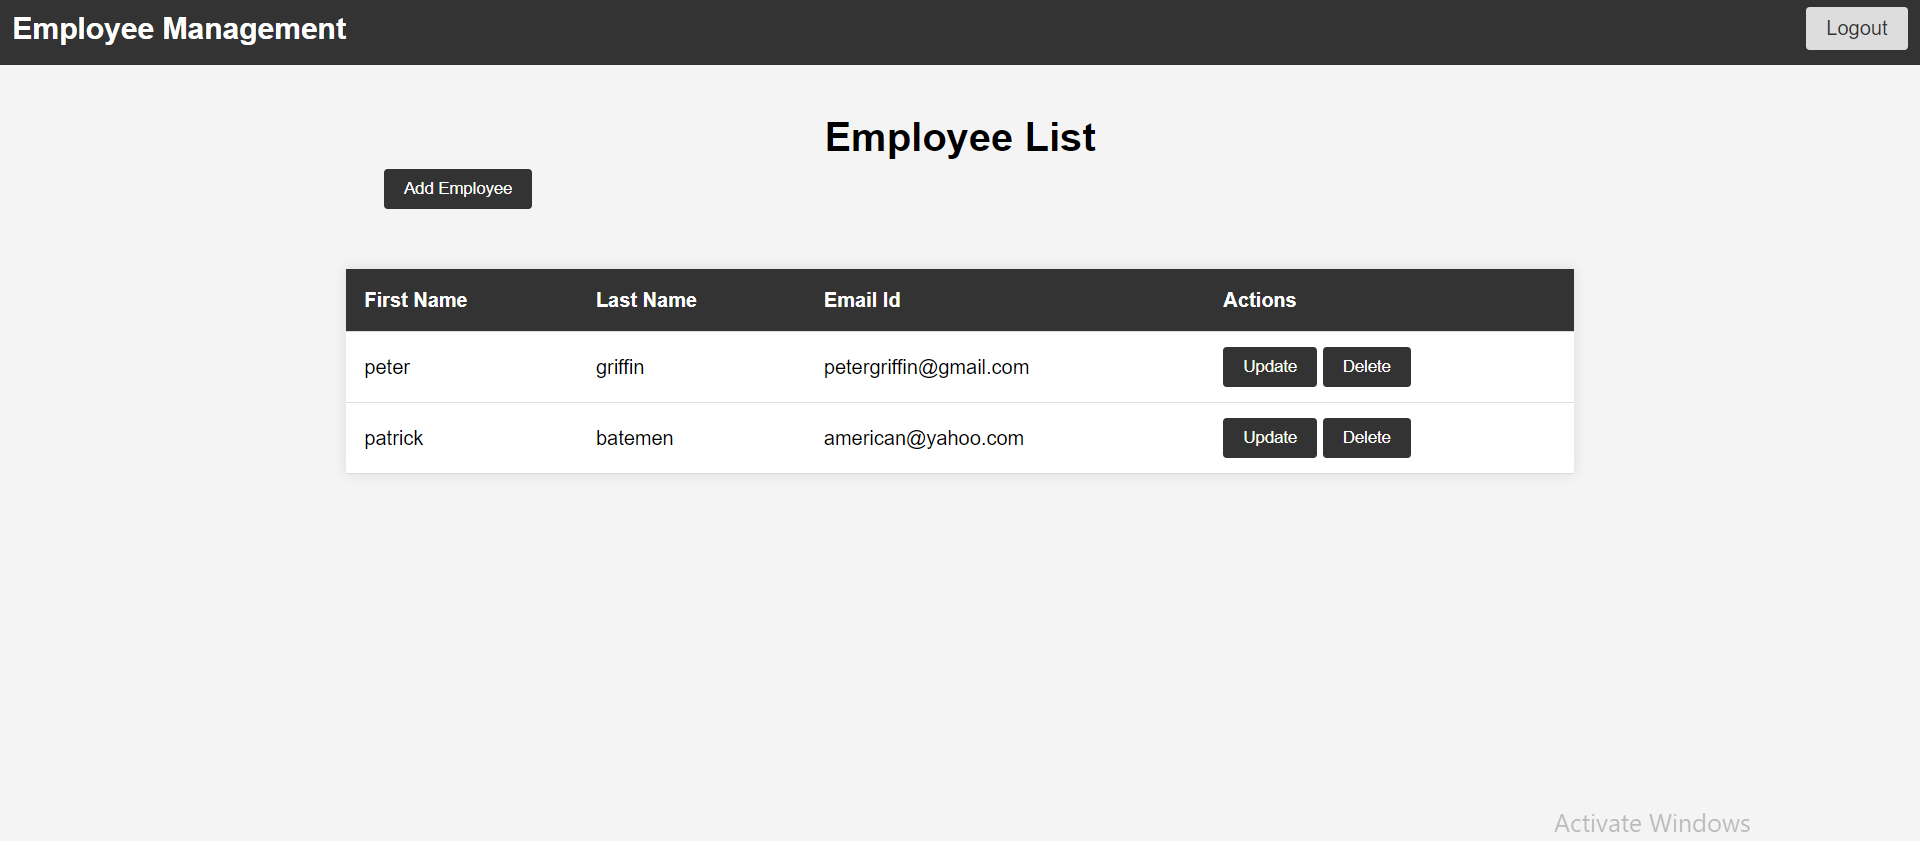 Employee Management
Logout
Employee List
Add Employee
First Name Last Name Email Id Actions
peter griffin petergriffin@gmail.com Update Delete
patrick batemen american@yahoo.com Update Delete
Activate Windows